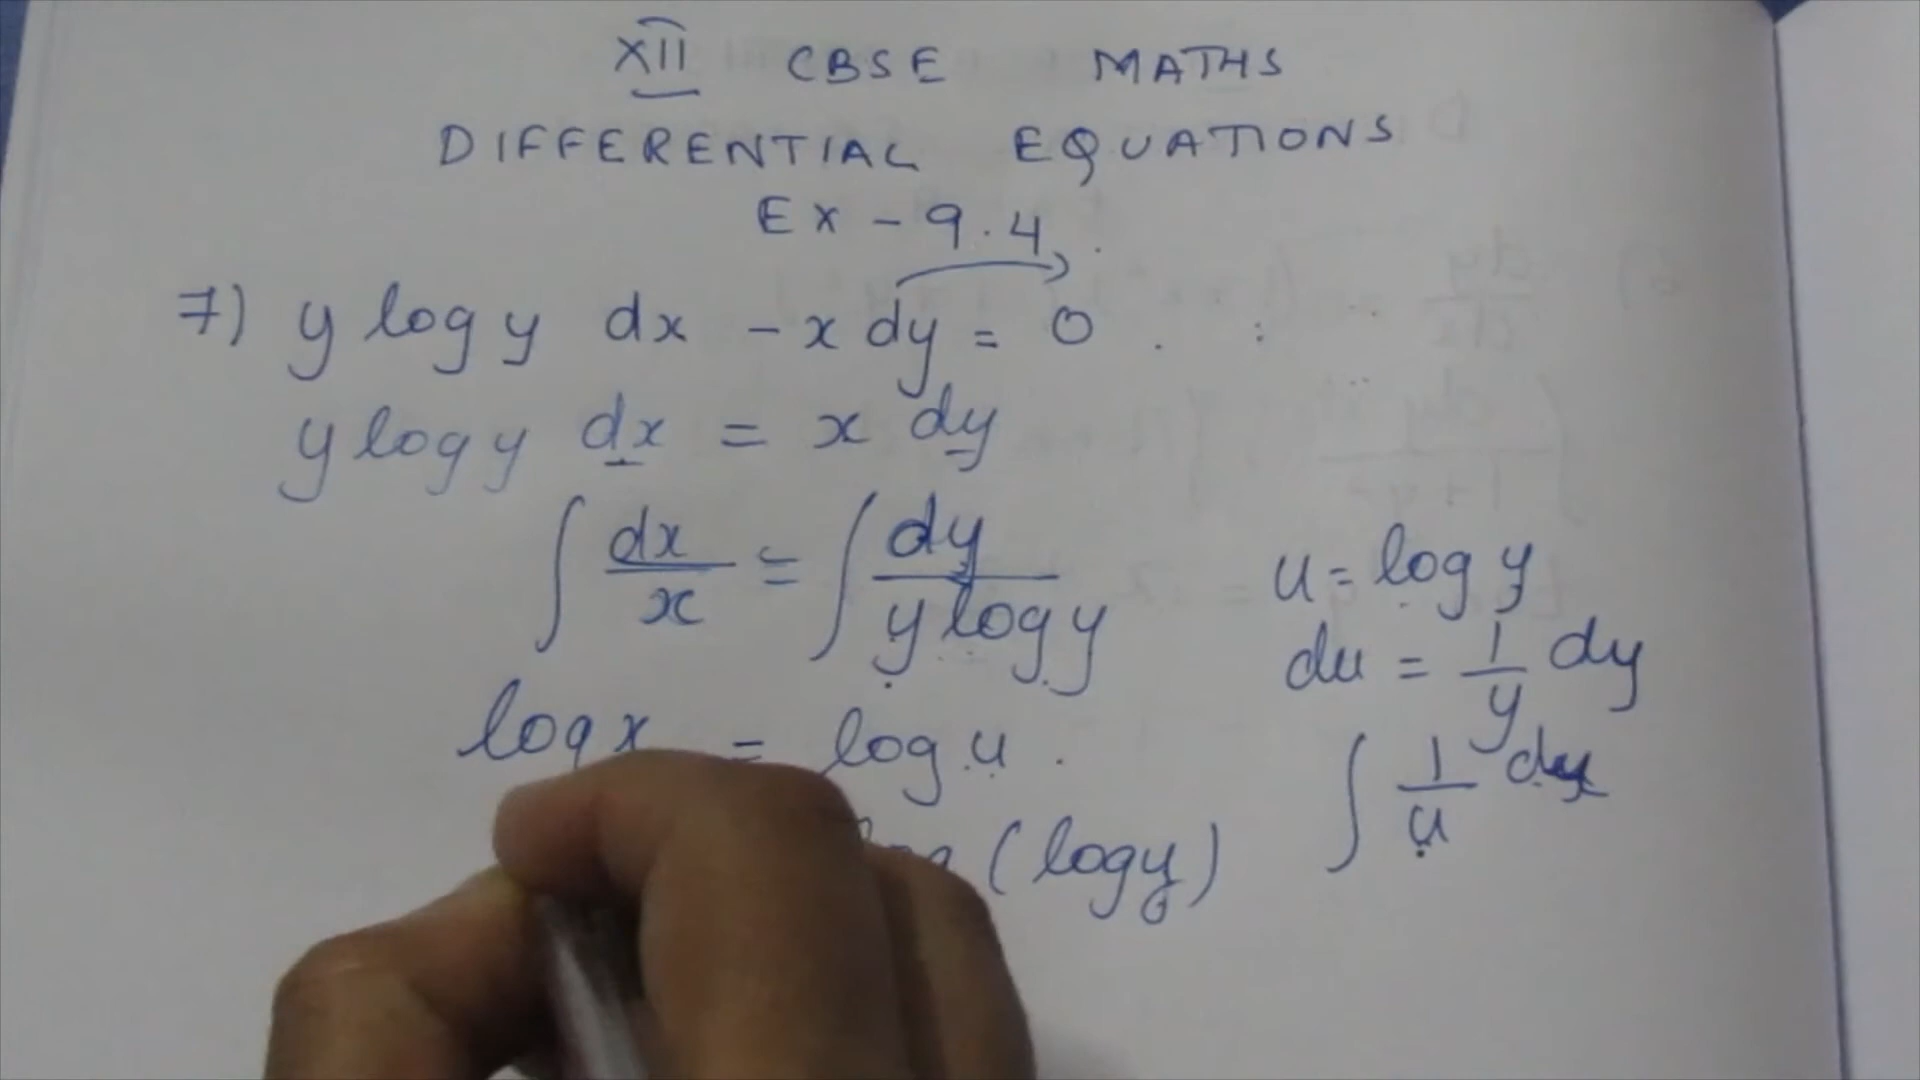 XII CBSE MATHS
DIFFERENTIAL EQUATIONS
EX - 9.4
7) y log y dx - x dy = 0
y log y dx = x dy
∫ dx/x = ∫ dy/(y log y)
u = log y
du = 1/y dy
log x = log u
∫ 1/u du
(log y)